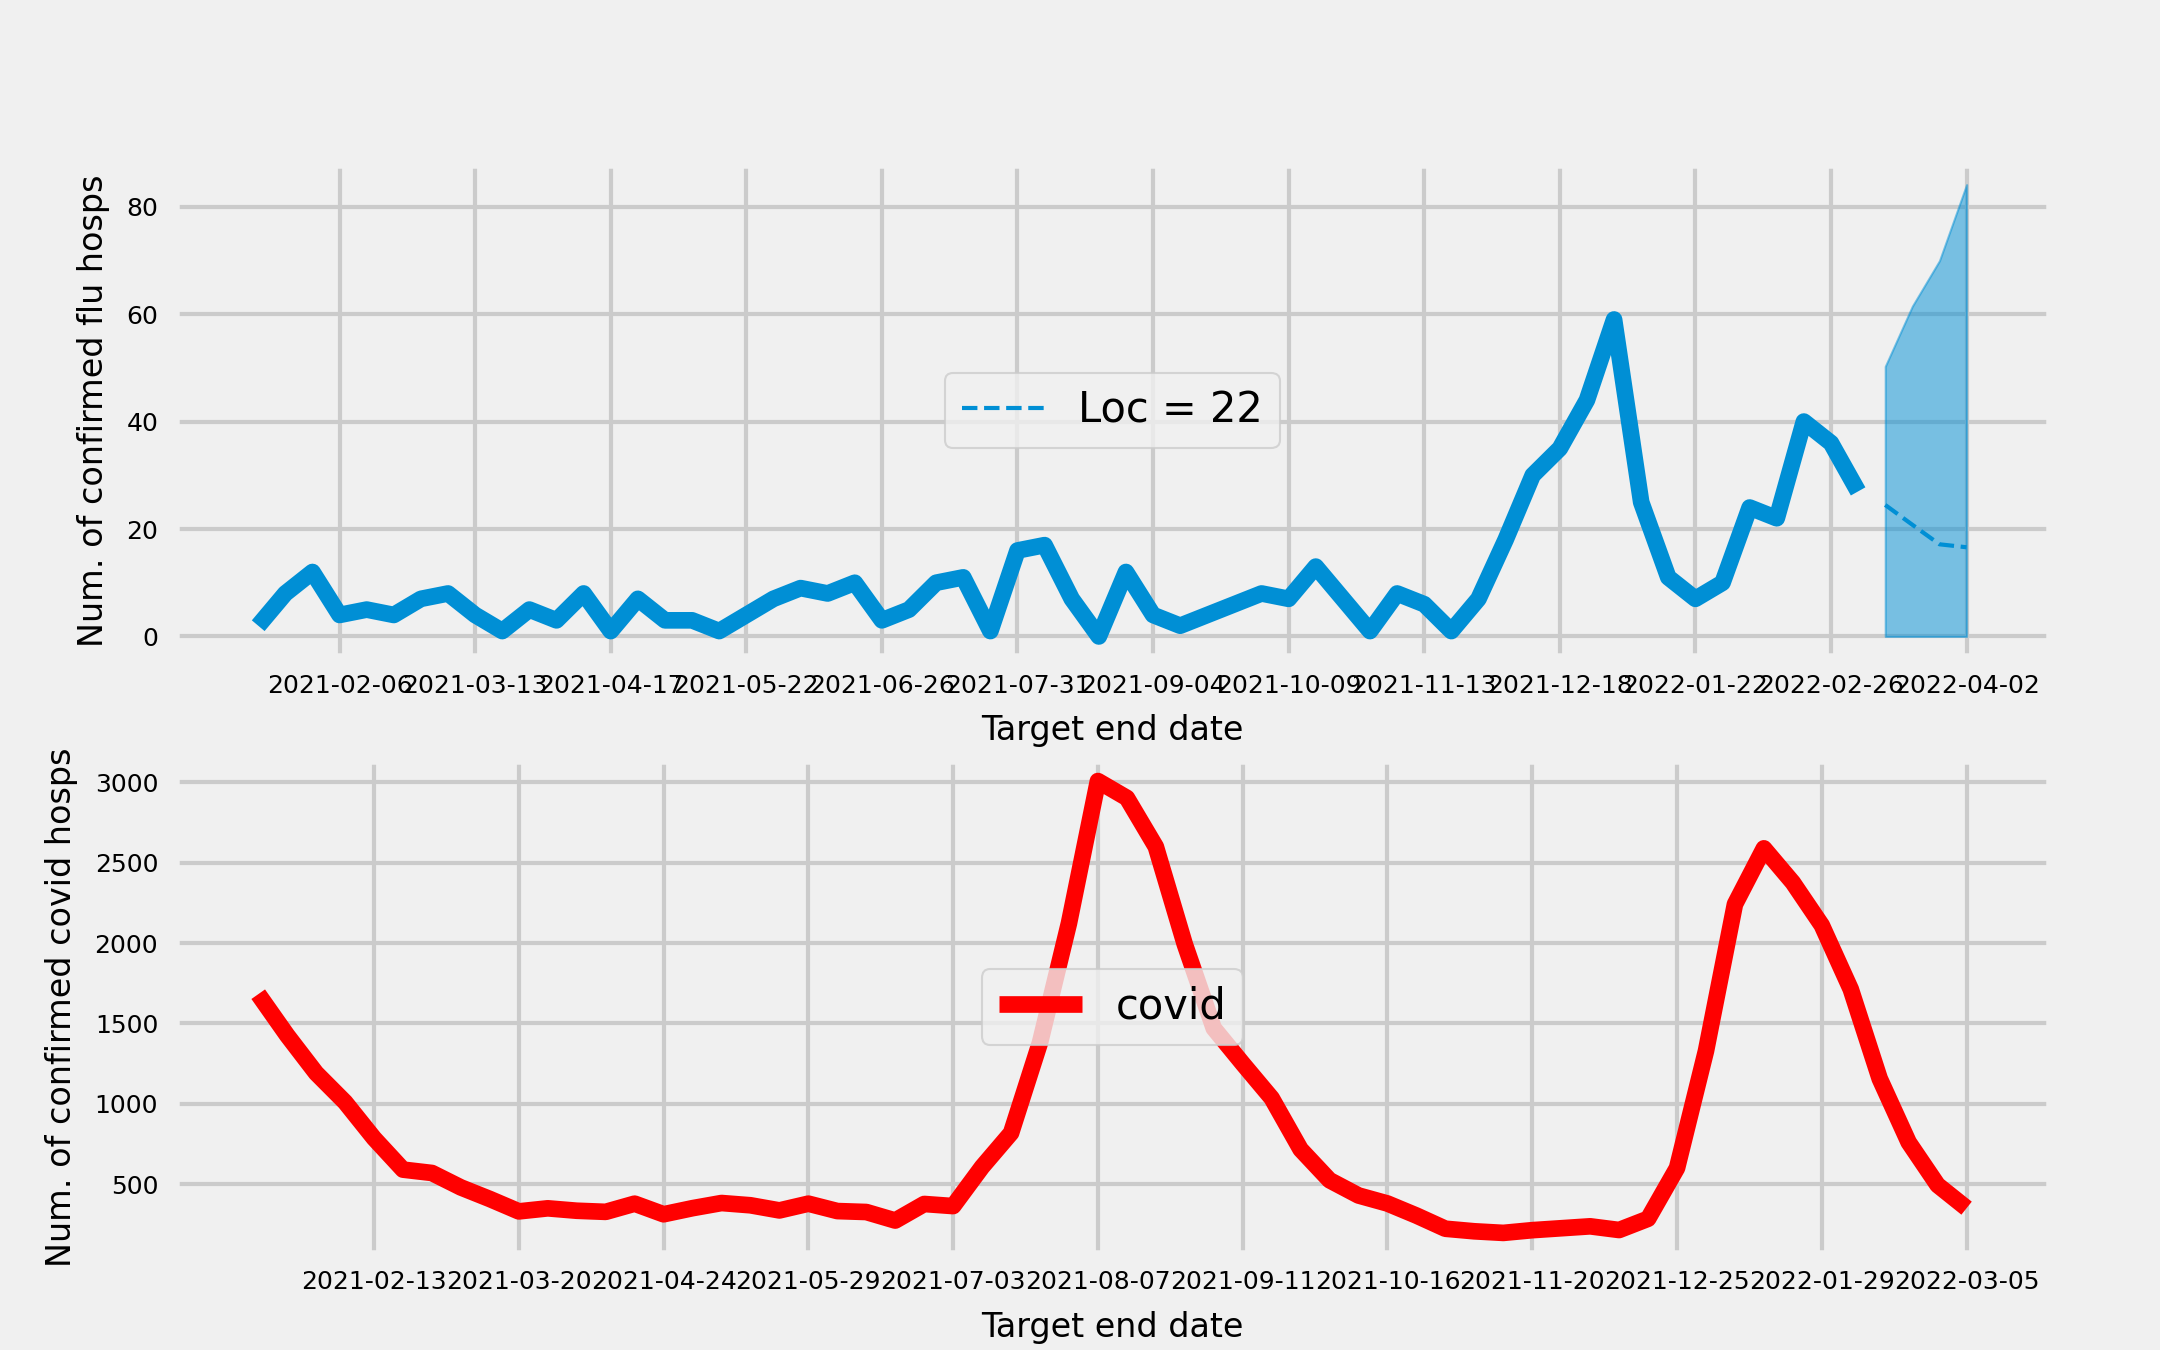 Num. of confirmed flu hosps
80
60
40
20
0
Loc = 22
2021-02-06 2021-03-13 2021-04-17 2021-05-22 2021-06-26 2021-07-31 2021-09-04 2021-10-09 2021-11-13 2021-12-18 2022-01-22 2022-02-26 2022-04-02
Target end date
Num. of confirmed covid hosps
3000
2500
2000
1500
1000
500
covid
2021-02-13 2021-03-20 2021-04-24 2021-05-29 2021-07-03 2021-08-07 2021-09-11 2021-10-16 2021-11-20 2021-12-25 2022-01-29 2022-03-05
Target end date